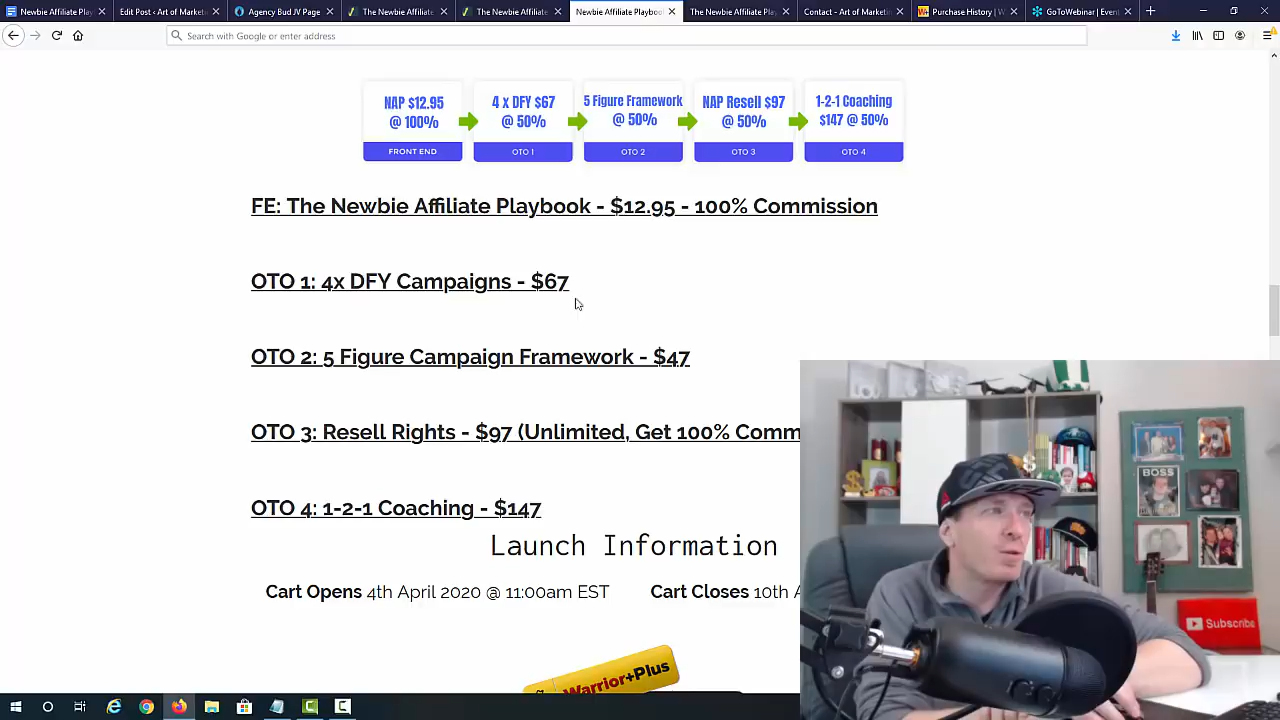 Newbie Affiliate Play
Edit Post ‹ Art of Market
Agency Bud JV Page
The Newbie Affiliate
The Newbie Affiliate
Newbie Affiliate Playboo
The Newbie Affiliate Play
Contact - Art of Marketing
Purchase History | W
GoToWebinar | Event
Search with Google or enter address
NAP $12.95
@ 100%
FRONT END
4 x DFY $67
@ 50%
OTO 1
5 Figure Framework
@ 50%
OTO 2
NAP Resell $97
@ 50%
OTO 3
1-2-1 Coaching
$147 @ 50%
OTO 4
FE: The Newbie Affiliate Playbook - $12.95 - 100% Commission
OTO 1: 4x DFY Campaigns - $67
OTO 2: 5 Figure Campaign Framework - $47
OTO 3: Resell Rights - $97 (Unlimited, Get 100% Comm
OTO 4: 1-2-1 Coaching - $147
Launch Information
Cart Opens 4th April 2020 @ 11:00am EST
Cart Closes 10th A
Warrior+Plus
BOSS
Subscribe